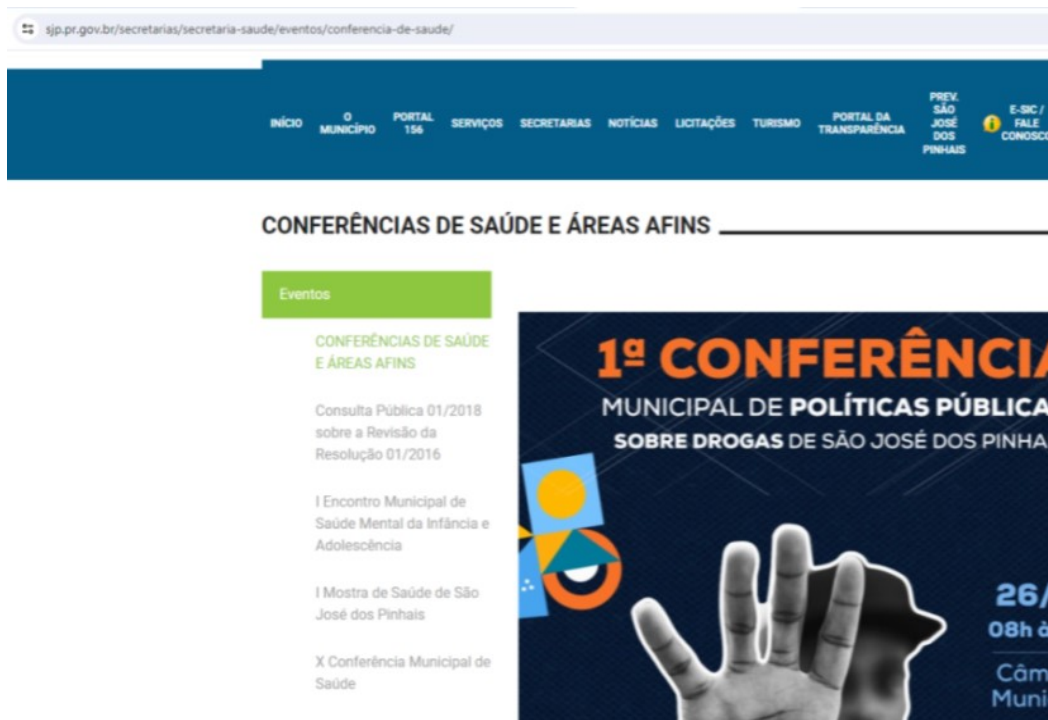 sjp.pr.gov.br/secretarias/secretaria-saude/eventos/conferencia-de-saude/
INÍCIO
O
MUNICÍPIO
PORTAL
156
SERVIÇOS
SECRETARIAS
NOTÍCIAS
LICITAÇÕES
TURISMO
PORTAL DA
TRANSPARÊNCIA
PREV.
SÃO
JOSÉ
DOS
PINHAIS
E-SIC /
FALE
CONOSCO
CONFERÊNCIAS DE SAÚDE E ÁREAS AFINS
Eventos
CONFERÊNCIAS DE SAÚDE
E ÁREAS AFINS
Consulta Pública 01/2018
sobre a Revisão da
Resolução 01/2016
I Encontro Municipal de
Saúde Mental da Infância e
Adolescência
I Mostra de Saúde de São
José dos Pinhais
X Conferência Municipal de
Saúde
1ª CONFERÊNCIA
MUNICIPAL DE POLÍTICAS PÚBLICA
SOBRE DROGAS DE SÃO JOSÉ DOS PINHA
26/
08h à
Câm
Muni